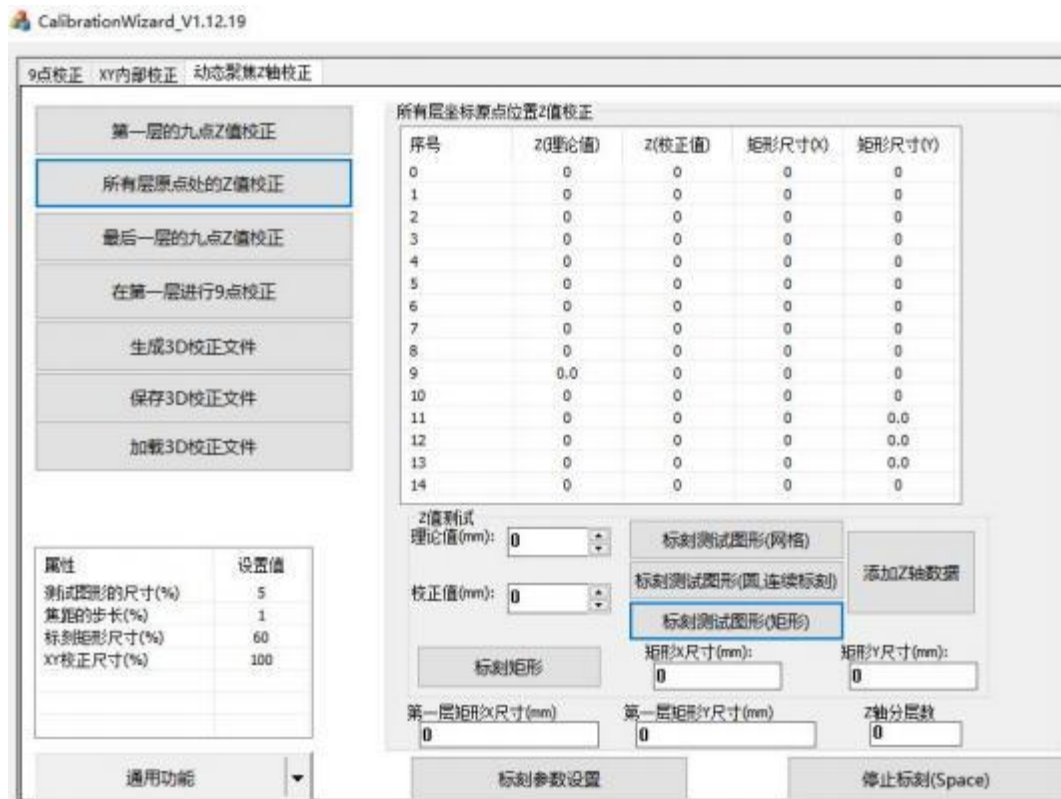 CalibrationWizard_V1.12.19
9点校正 XY内部校正 动态聚焦Z轴校正
第一层的九点Z值校正
所有层原点处的Z值校正
最后一层的九点Z值校正
在第一层进行9点校正
生成3D校正文件
保存3D校正文件
加载3D校正文件
属性 设置值
测试图形的尺寸(%) 5
焦距的步长(%) 1
标刻矩形尺寸(%) 60
XY校正尺寸(%) 100
通用功能
所有层坐标原点位置Z值校正
序号 Z(理论值) Z(校正值) 矩形尺寸(X) 矩形尺寸(Y)
0 0 0 0 0
1 0 0 0 0
2 0 0 0 0
3 0 0 0 0
4 0 0 0 0
5 0 0 0 0
6 0 0 0 0
7 0 0 0 0
8 0 0 0 0
9 0.0 0 0 0
10 0 0 0 0
11 0 0 0 0.0
12 0 0 0 0.0
13 0 0 0 0.0
14 0 0 0 0
Z值测试
理论值(mm): 0
校正值(mm): 0
标刻测试图形(网格)
标刻测试图形(圆,连续标刻)
标刻测试图形(矩形)
添加Z轴数据
标刻矩形
矩形X尺寸(mm): 矩形Y尺寸(mm):
0 0
第一层矩形X尺寸(mm) 第一层矩形Y尺寸(mm) Z轴分层数
0 0 0
标刻参数设置 停止标刻(Space)